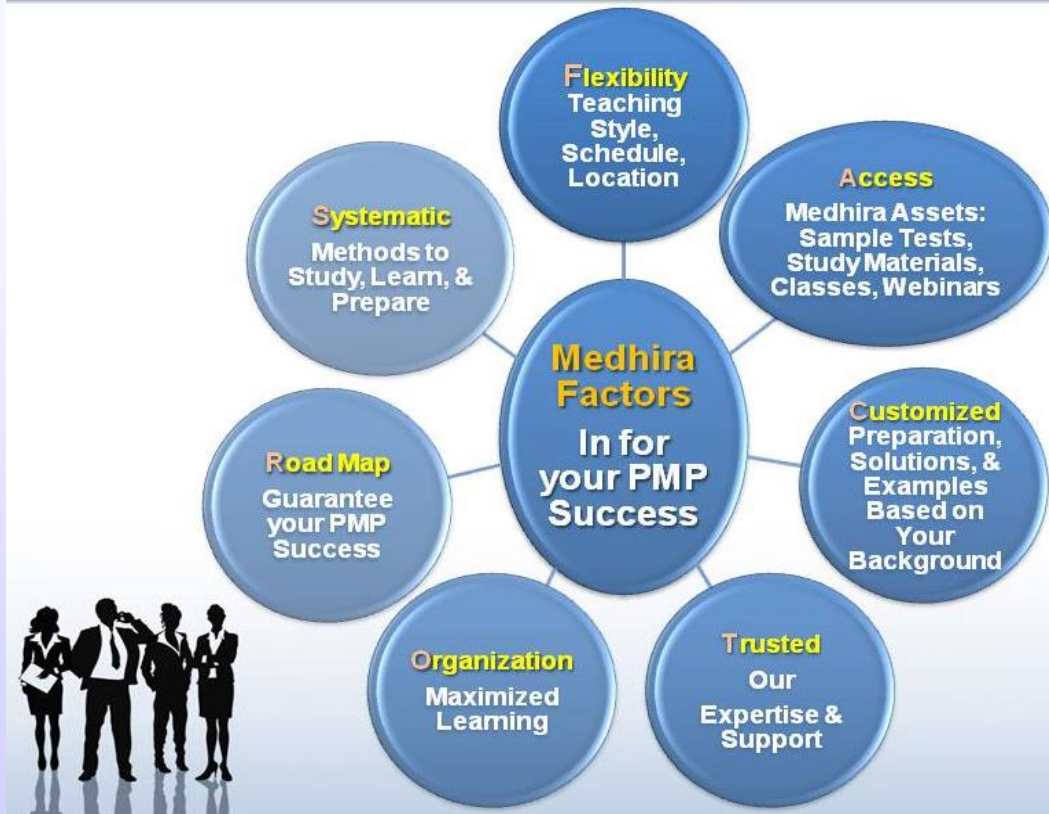 Medhira
Factors
In for
your PMP
Success
Flexibility
Teaching
Style,
Schedule,
Location
Access
Medhira Assets:
Sample Tests,
Study Materials,
Classes, Webinars
Customized
Preparation,
Solutions, &
Examples
Based on
Your
Background
Trusted
Our
Expertise &
Support
Organization
Maximized
Learning
Road Map
Guarantee
your PMP
Success
Systematic
Methods to
Study, Learn, &
Prepare